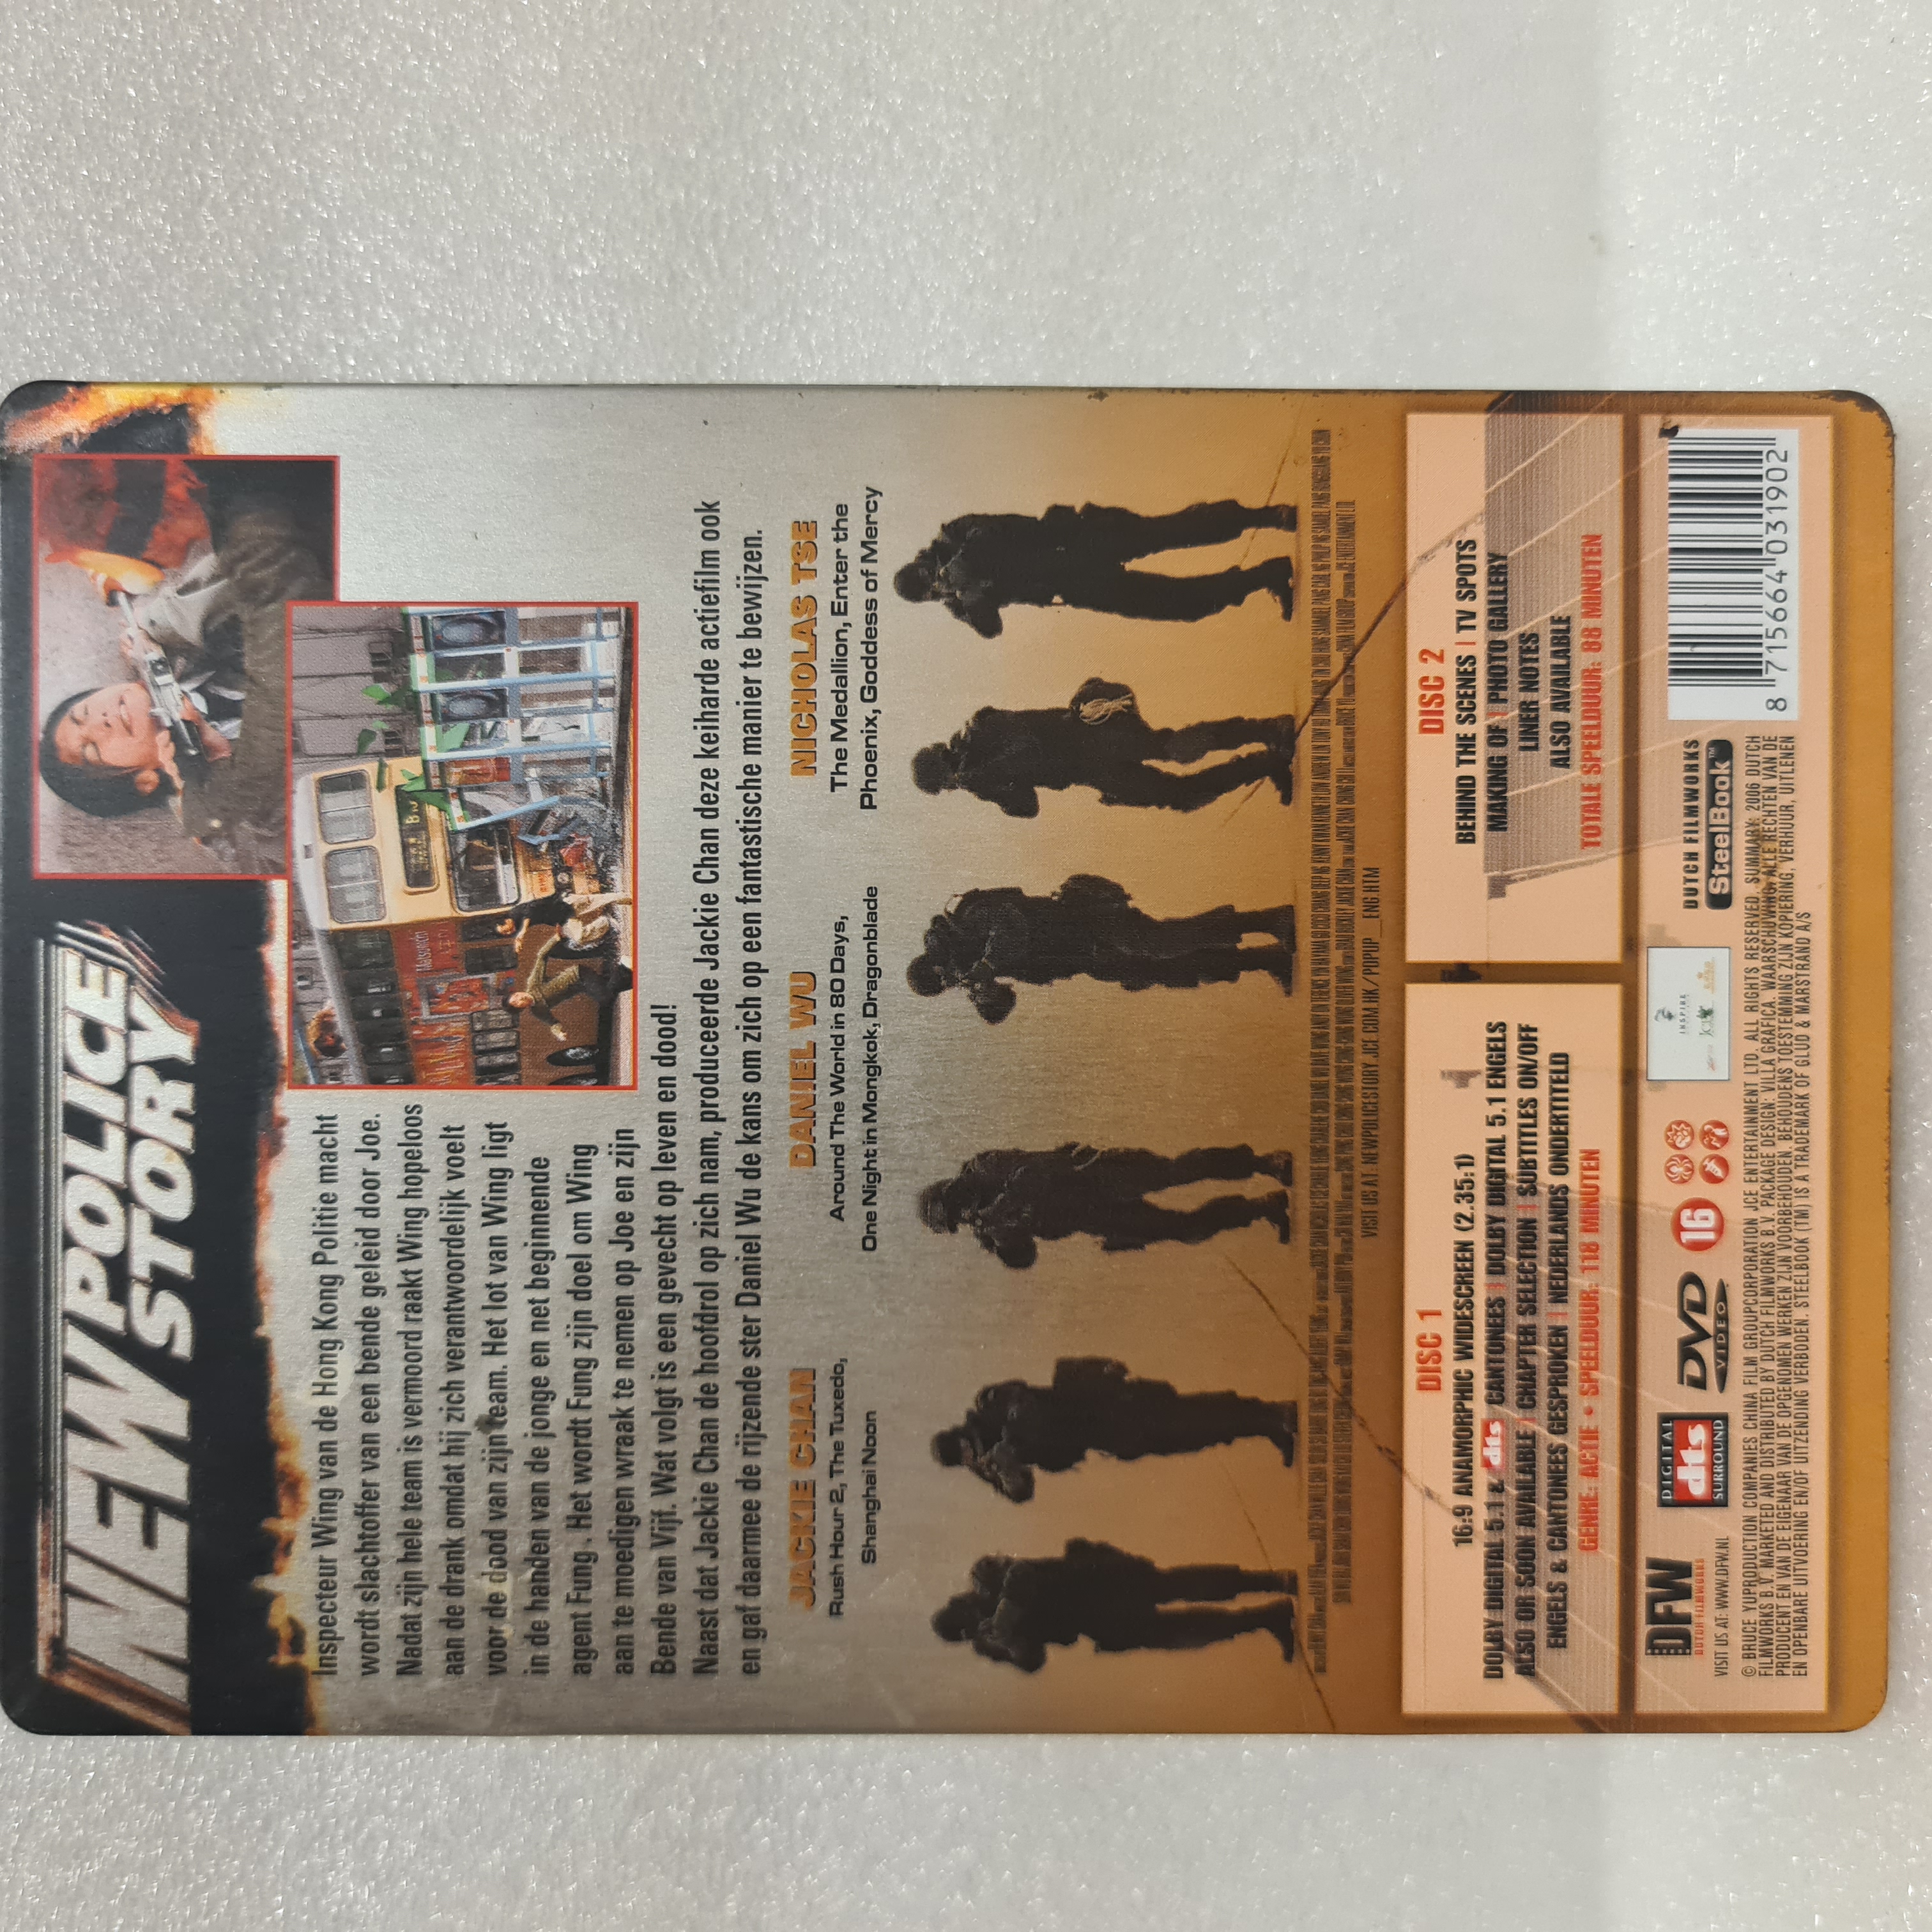 NEW POLICE
STORY
Inspecteur Wing van de Hong Kong Politie macht
wordt slachtoffer van een bende geleid door Joe.
Nadat zijn hele team is vermoord raakt Wing hopeloos
aan de drank omdat hij zich verantwoordelijk voelt
voor de dood van zijn team. Het lot van Wing ligt
in de handen van de jonge en net beginnende
agent Fung . Het wordt Fung zijn doel om Wing
aan te moedigen wraak te nemen op Joe en zijn
Bende van Vijf. Wat volgt is een gevecht op leven en dood!
Naast dat Jackie Chan de hoofdrol op zich nam, produceerde Jackie Chan deze keiharde actiefilm ook
en gaf daarmee de rijzende ster Daniel Wu de kans om zich op een fantastische manier te bewijzen.
JACKIE CHAN
Rush Hour 2, The Tuxedo,
Shanghai Noon
DANIEL WU
Around The World in 80 Days,
One Night in Mongkok, Dragonblade
NICHOLAS TSE
The Medallion, Enter the
Phoenix, Goddess of Mercy
VISIT US AT: NEWPOLICESTORY.JCE.COM.HK/POPUP__ENG.HTM
DISC 1
16:9 ANAMORPHIC WIDESCREEN (2.35:1)
DOLBY DIGITAL 5.1 & dts CANTONEES | DOLBY DIGITAL 5.1 ENGELS
ALSO OR SOON AVAILABLE | CHAPTER SELECTION | SUBTITLES ON/OFF
ENGELS & CANTONEES GESPROKEN | NEDERLANDS ONDERTITELD
GENRE: ACTIE • SPEELDUUR: 118 MINUTEN
DISC 2
BEHIND THE SCENES | TV SPOTS
MAKING OF | PHOTO GALLERY
LINER NOTES
ALSO AVAILABLE
TOTALE SPEELDUUR: 88 MINUTEN
DFW
DUTCH FILMWORKS
VISIT US AT: WWW.DFW.NL
DIGITAL
dts
SURROUND
DVD
VIDEO
16
INSPIRE
DUTCH FILMWORKS
SteelBook™
8 715664 031902
© BRUCE YUPRODUCTION COMPANIES CHINA FILM GROUPCORPORATION JCE ENTERTAINMENT LTD. ALL RIGHTS RESERVED. SUMMARK 2006 DUTCH
FILMWORKS B.V. MARKETED AND DISTRIBUTED BY DUTCH FILMWORKS B.V. PACKAGE DESIGN: VILLA GRAFICA. WAARSCHUWING, ALLE RECHTEN VAN DE
PRODUCENT EN VAN DE EIGENAAR VAN DE OPGENOMEN WERKEN ZIJN VOORBEHOUDEN. BEHOUDENS TOESTEMMING ZIJN KOPIERING, VERHUUR, UITLENEN
EN OPENBARE UITVOERING EN/OF UITZENDING VERBODEN. STEELBOOK (TM) IS A TRADEMARK OF GLUD & MARSTRAND A/S